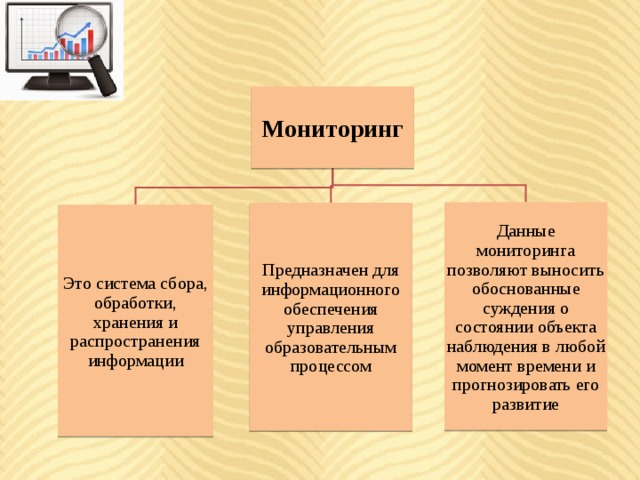 Мониторинг
Это система сбора,
обработки,
хранения и
распространения
информации
Предназначен для
информационного
обеспечения
управления
образовательным
процессом
Данные
мониторинга
позволяют выносить
обоснованные
суждения о
состоянии объекта
наблюдения в любой
момент времени и
прогнозировать его
развитие